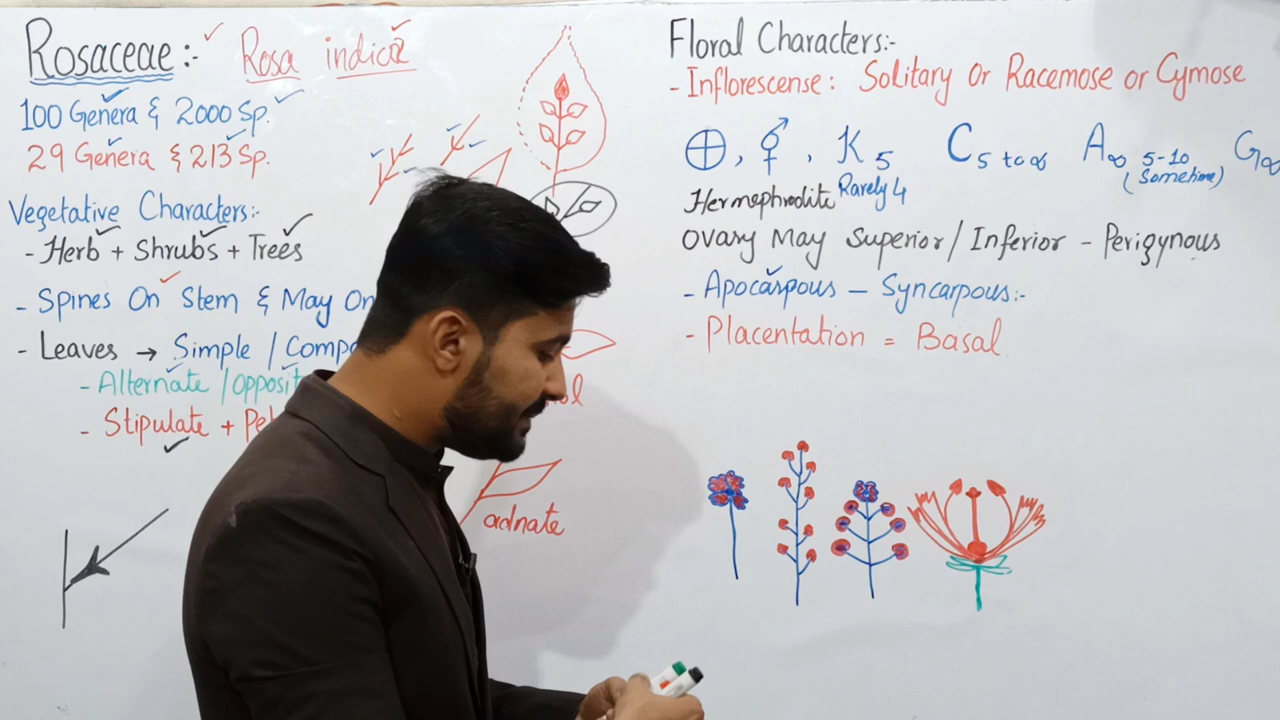 Rosaceae:- Rosa indica
100 Genera & 2000 Sp.
29 Genera & 213 Sp.
Vegetative Characters:-
- Herb + Shrubs + Trees
- Spines On Stem & May On
- Leaves → Simple / Compo
- Alternate / Opposit
- Stipulate + Pe
adnate
Floral Characters:-
- Inflorescense: Solitary Or Racemose or Cymose
⊕, ⚥, K5 C5 to ∞ A∞ 5-10 (Sometime) G∞
Hermephrodite Rarely 4
Ovary May Superior / Inferior - Perigynous
- Apocarpous - Syncarpous:-
- Placentation = Basal